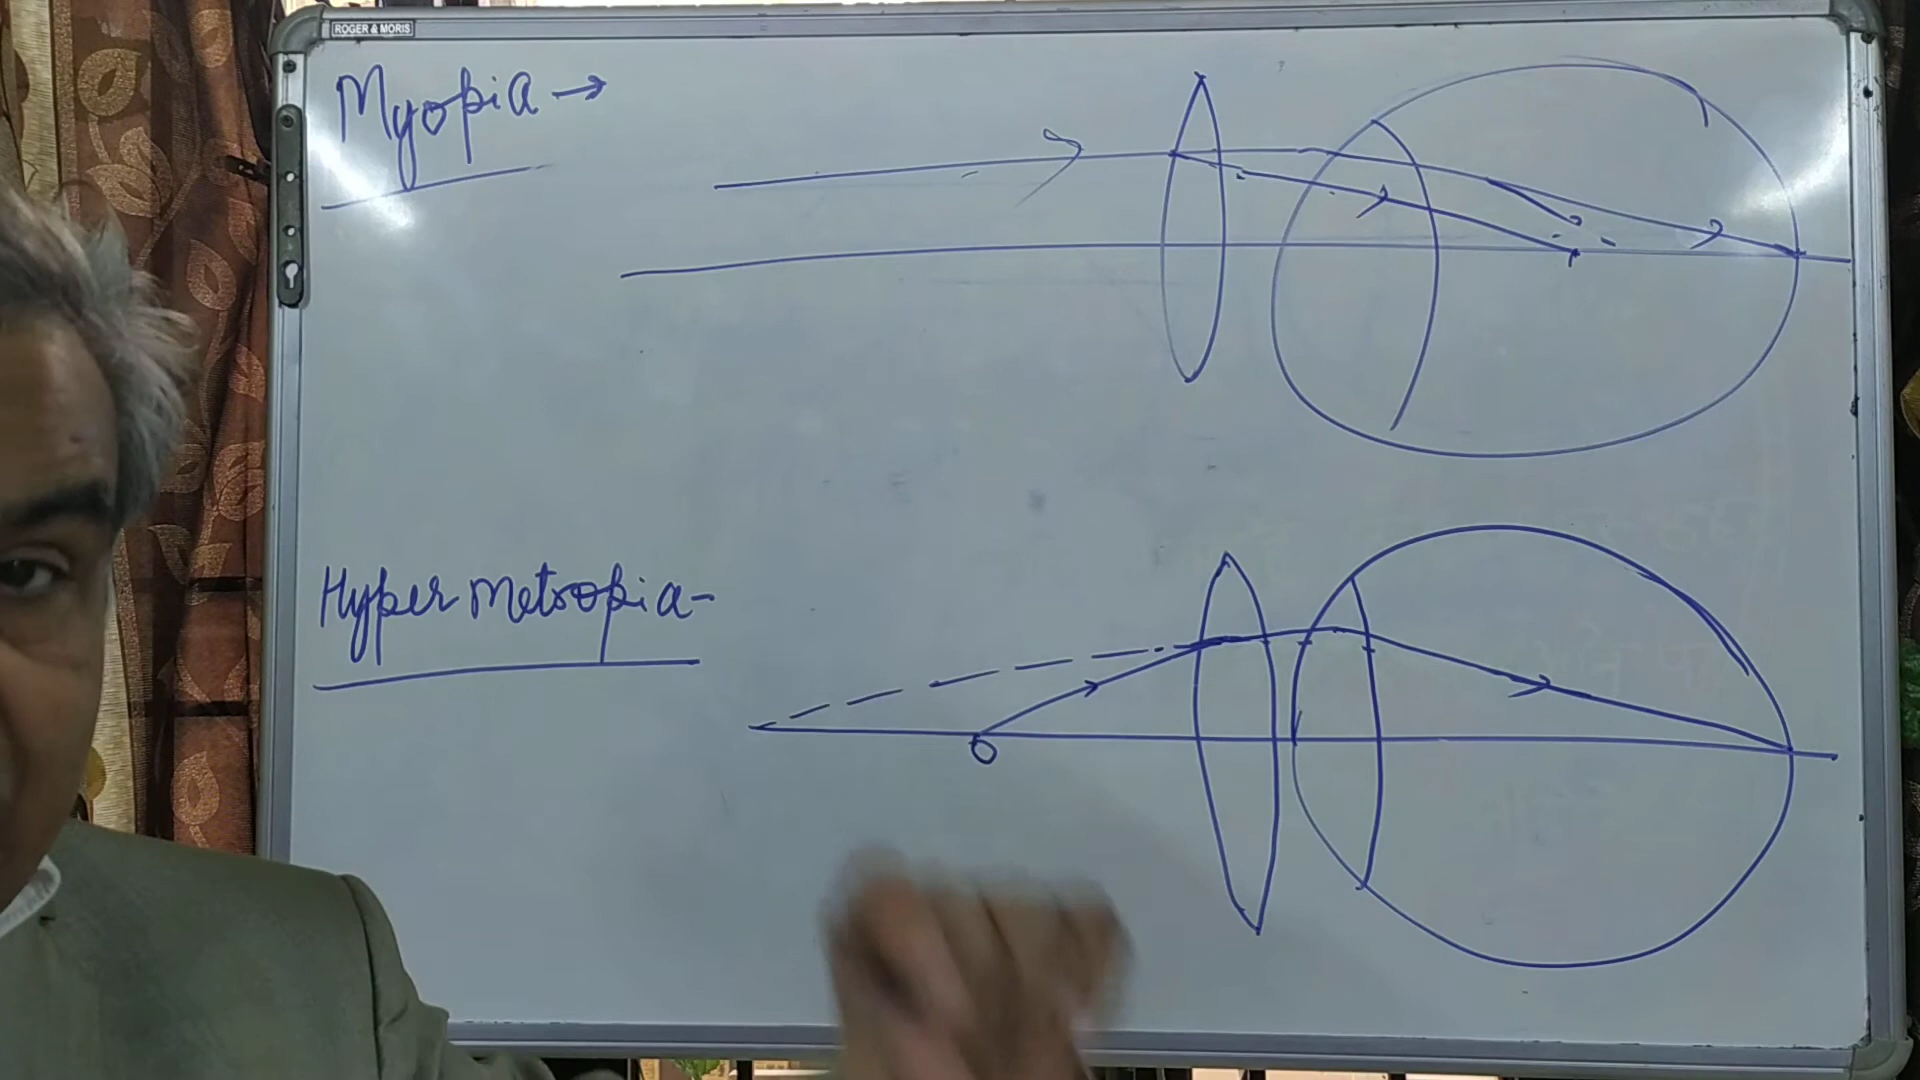 ROGER & MORIS
Myopia →
Hyper Metropia-
O